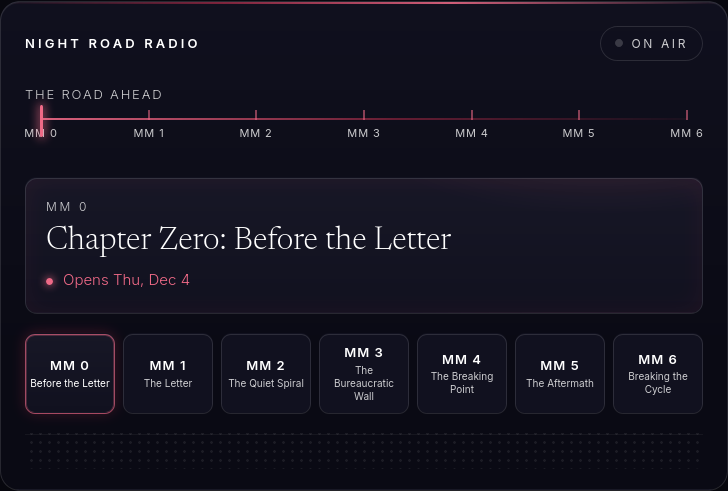 NIGHT ROAD RADIO
ON AIR
THE ROAD AHEAD
MM 0 MM 1 MM 2 MM 3 MM 4 MM 5 MM 6
MM 0
Chapter Zero: Before the Letter
Opens Thu, Dec 4
MM 0
Before the Letter
MM 1
The Letter
MM 2
The Quiet Spiral
MM 3
The
Bureaucratic
Wall
MM 4
The Breaking
Point
MM 5
The Aftermath
MM 6
Breaking the
Cycle